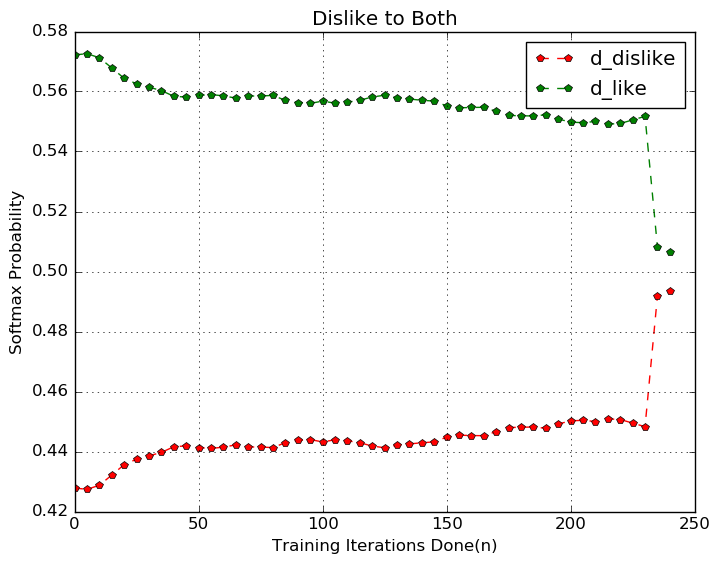 Dislike to Both
d_dislike
d_like
Softmax Probability
0.58
0.56
0.54
0.52
0.50
0.48
0.46
0.44
0.42
0 50 100 150 200 250
Training Iterations Done(n)